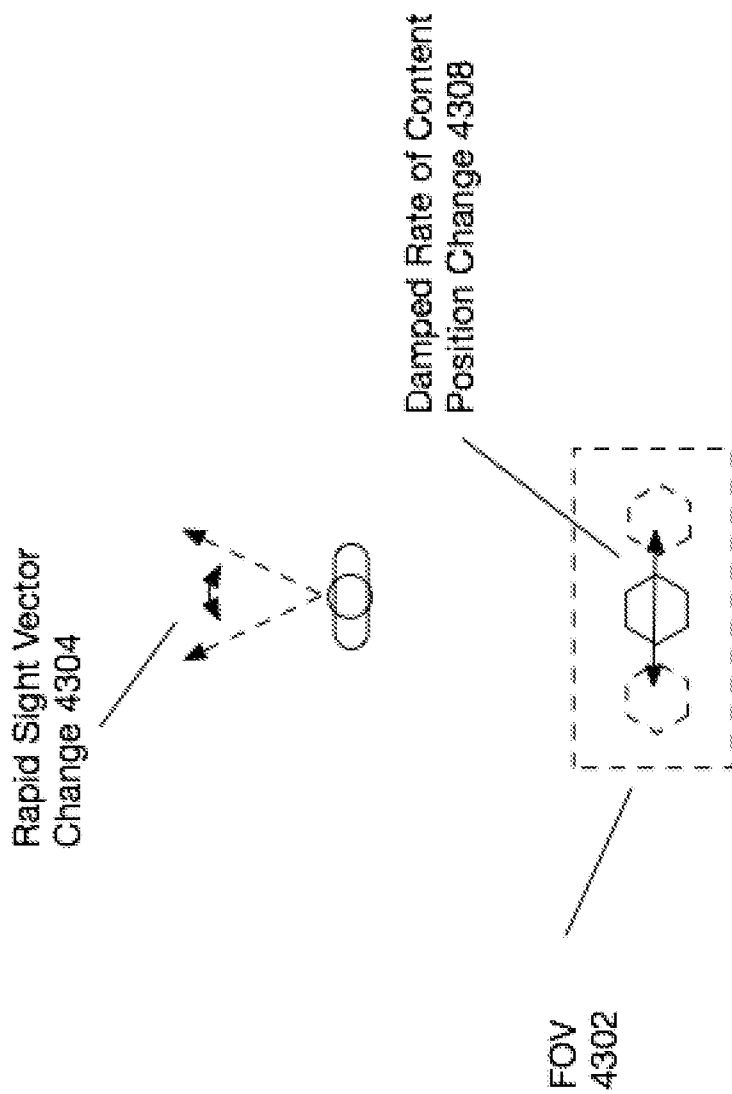 Rapid Sight Vector
Change 4304
Damped Rate of Content
Position Change 4308
FOV
4302